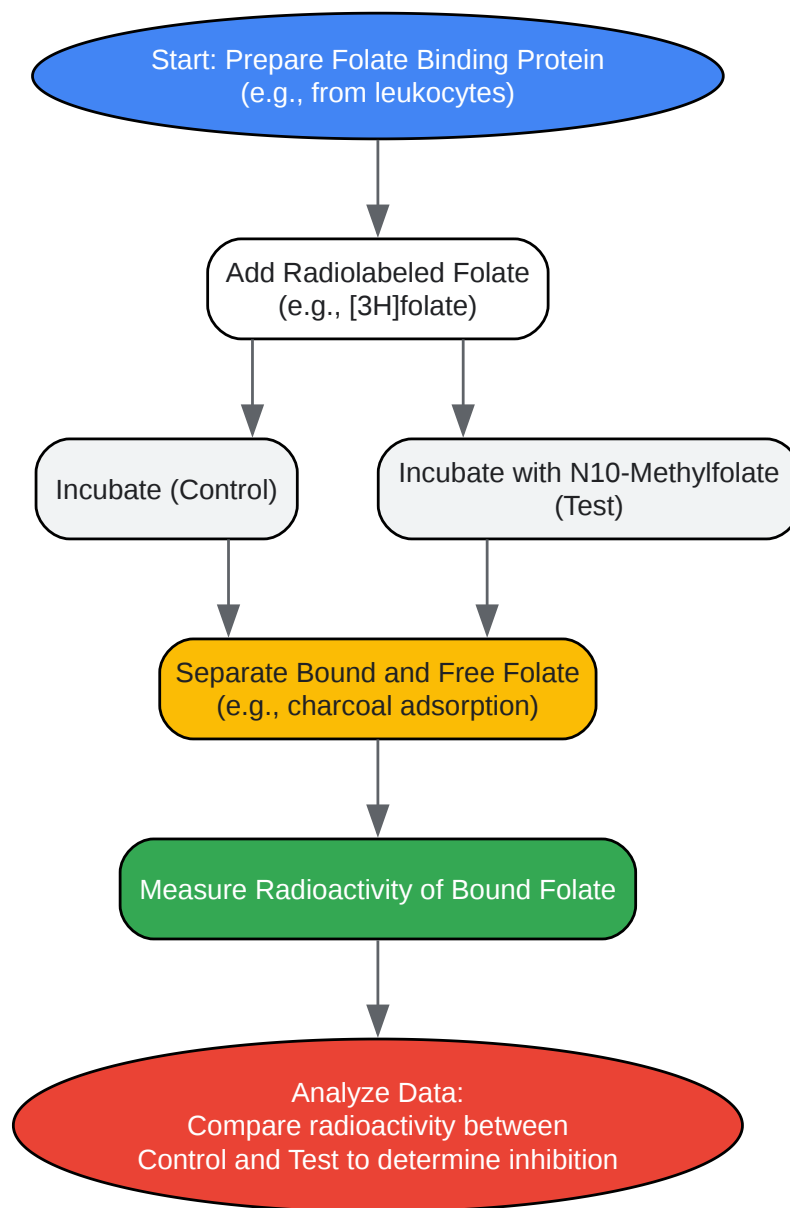 Start: Prepare Folate Binding Protein
(e.g., from leukocytes)
Add Radiolabeled Folate
(e.g., [3H]folate)
Incubate (Control)
Incubate with N10-Methylfolate
(Test)
Separate Bound and Free Folate
(e.g., charcoal adsorption)
Measure Radioactivity of Bound Folate
Analyze Data:
Compare radioactivity between
Control and Test to determine inhibition